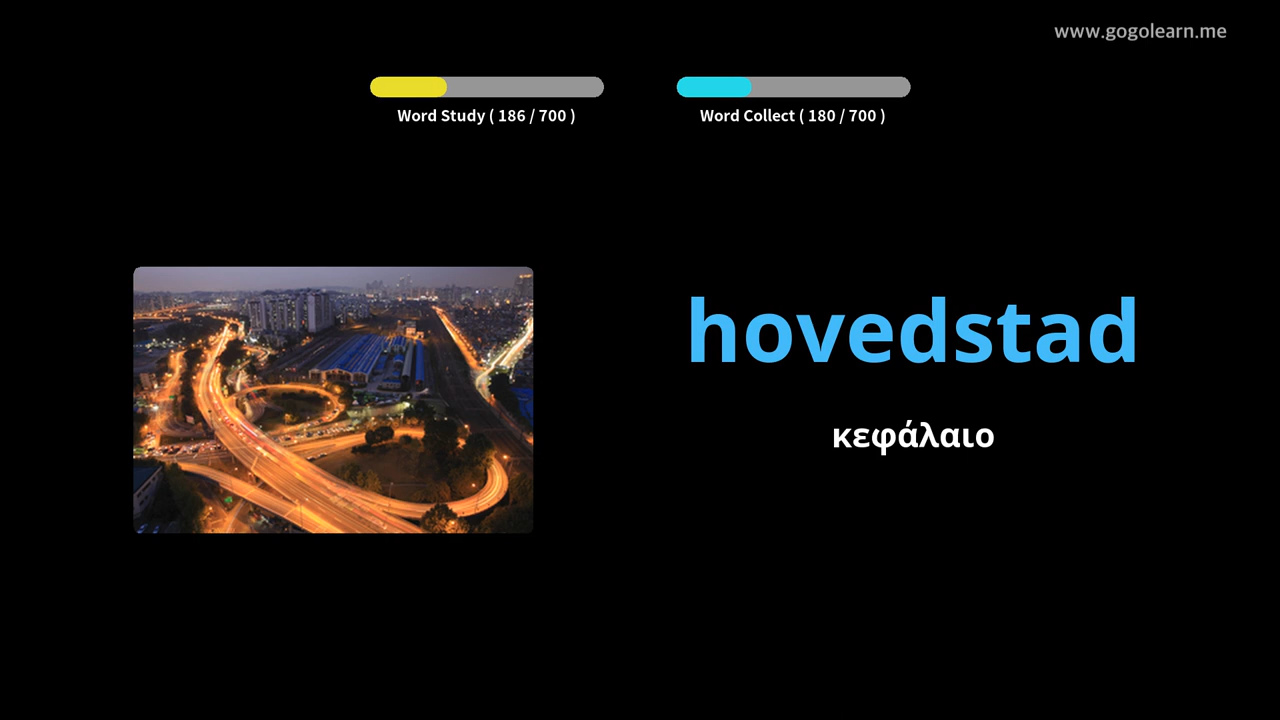 www.gogolearn.me
Word Study ( 186 / 700 )
Word Collect ( 180 / 700 )
hovedstad
κεφάλαιο